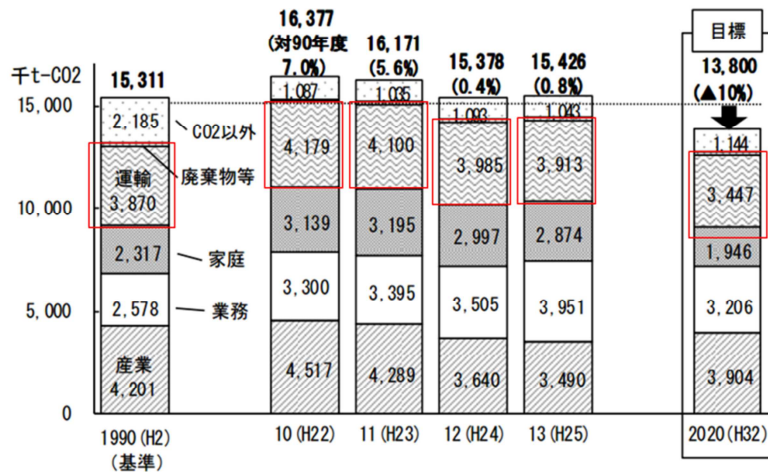 目標
16,377
(対90年度
7.0%)
16,171
(5.6%)
15,378
(0.4%)
15,426
(0.8%)
13,800
(▲10%)
千t-CO2
15,311
15,000
10,000
5,000
0
2,185
CO2以外
廃棄物等
運輸
3,870
2,317
家庭
2,578
業務
産業
4,201
1990(H2)
(基準)
1,087
4,179
3,139
3,300
4,517
10(H22)
1,035
4,100
3,195
3,395
4,289
11(H23)
1,093
3,985
2,997
3,505
3,640
12(H24)
1,043
3,913
2,874
3,951
3,490
13(H25)
1,144
3,447
1,946
3,206
3,904
2020(H32)